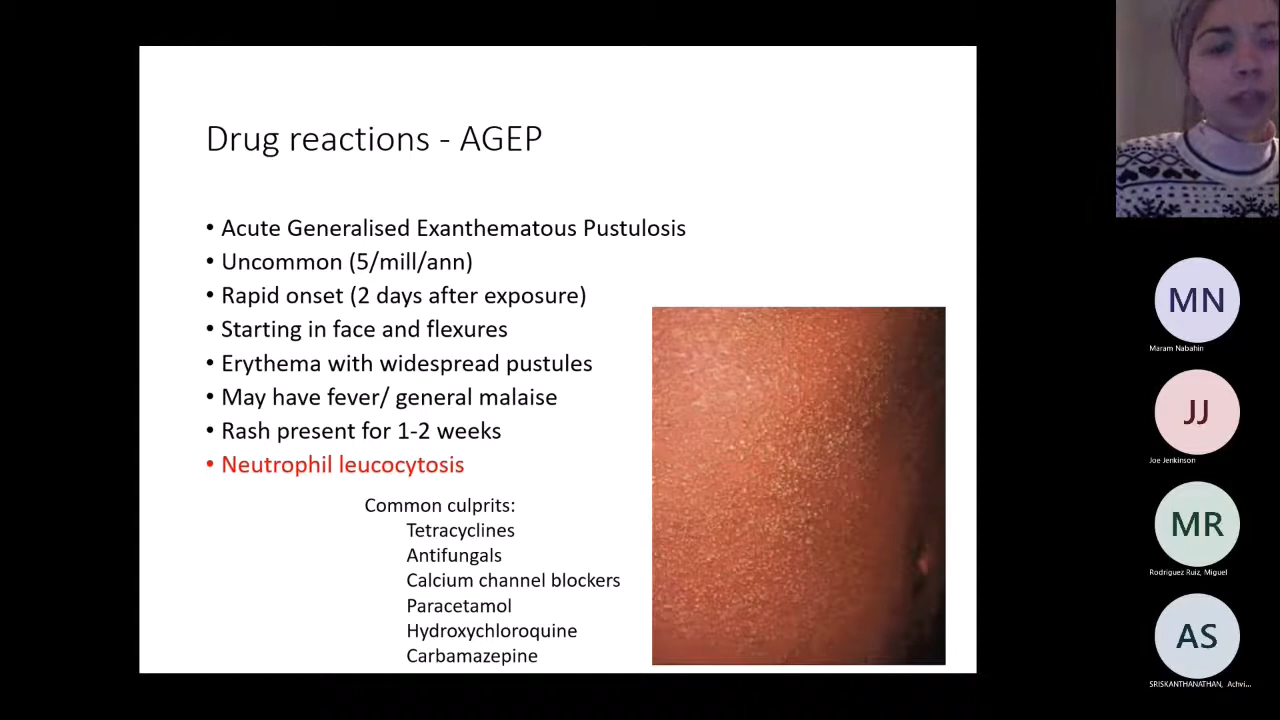 Drug reactions - AGEP
• Acute Generalised Exanthematous Pustulosis
• Uncommon (5/mill/ann)
• Rapid onset (2 days after exposure)
• Starting in face and flexures
• Erythema with widespread pustules
• May have fever/ general malaise
• Rash present for 1-2 weeks
• Neutrophil leucocytosis
Common culprits:
Tetracyclines
Antifungals
Calcium channel blockers
Paracetamol
Hydroxychloroquine
Carbamazepine
MN
Maram Nabahin
JJ
Joe Jenkinson
MR
Rodriguez Ruiz, Miguel
AS
SRISKANTHANATHAN, Achvi...